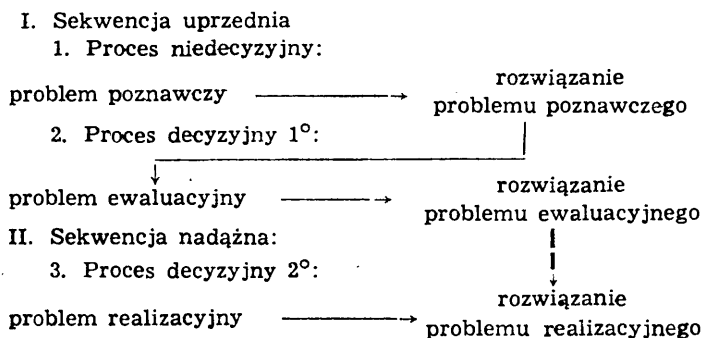 I. Sekwencja uprzednia
1. Proces niedecyzyjny:
problem poznawczy
rozwiązanie
problemu poznawczego
2. Proces decyzyjny 1°:
problem ewaluacyjny
rozwiązanie
problemu ewaluacyjnego
II. Sekwencja nadążna:
3. Proces decyzyjny 2°:
problem realizacyjny
rozwiązanie
problemu realizacyjnego